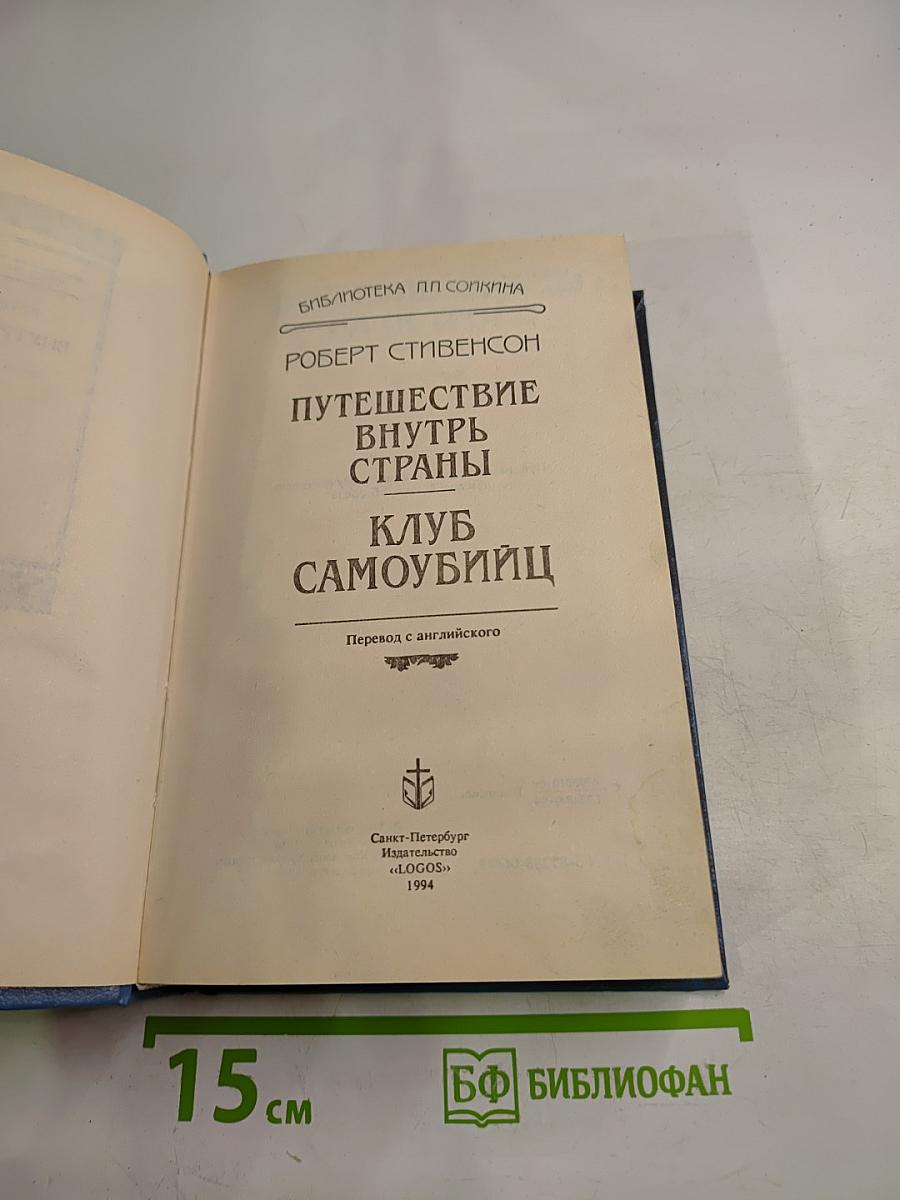 БИБЛИОТЕКА П.П.СОЙКИНА
РОБЕРТ СТИВЕНСОН
ПУТЕШЕСТВИЕ
ВНУТРЬ
СТРАНЫ
КЛУБ
САМОУБИЙЦ
Перевод с английского
Санкт-Петербург
Издательство
«LOGOS»
1994
15 см
БФ БИБЛИОФАН